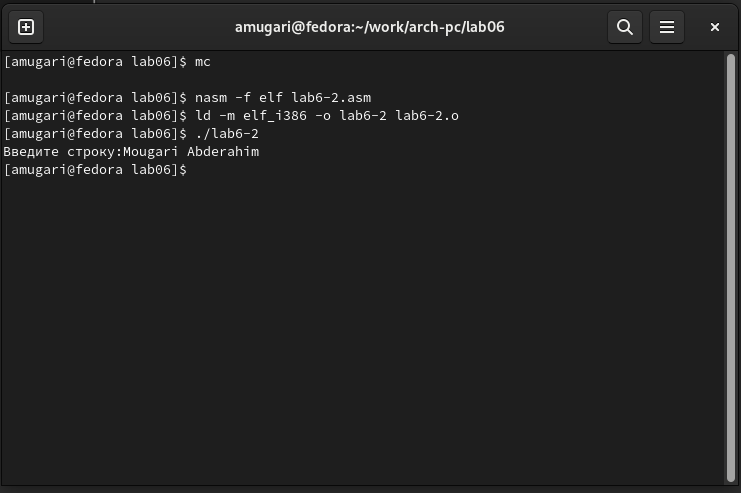 amugari@fedora:~/work/arch-pc/lab06
[amugari@fedora lab06]$ mc
[amugari@fedora lab06]$ nasm -f elf lab6-2.asm
[amugari@fedora lab06]$ ld -m elf_i386 -o lab6-2 lab6-2.o
[amugari@fedora lab06]$ ./lab6-2
Введите строку:Mougari Abderahim
[amugari@fedora lab06]$